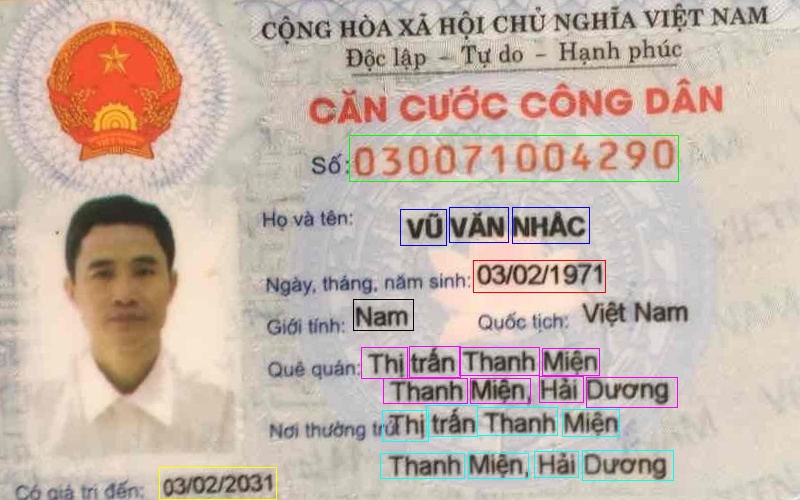 CỘNG HÒA XÃ HỘI CHỦ NGHĨA VIỆT NAM
Độc lập - Tự do - Hạnh phúc
CĂN CƯỚC CÔNG DÂN
Số: 030071004290
Họ và tên: VŨ VĂN NHÂC
Ngày, tháng, năm sinh: 03/02/1971
Giới tính: Nam Quốc tịch: Việt Nam
Quê quán: Thị trấn Thanh Miện
Thanh Miện, Hải Dương
Nơi thường trú: Thị trấn Thanh Miện
Thanh Miện, Hải Dương
Có giá trị đến: 03/02/2031